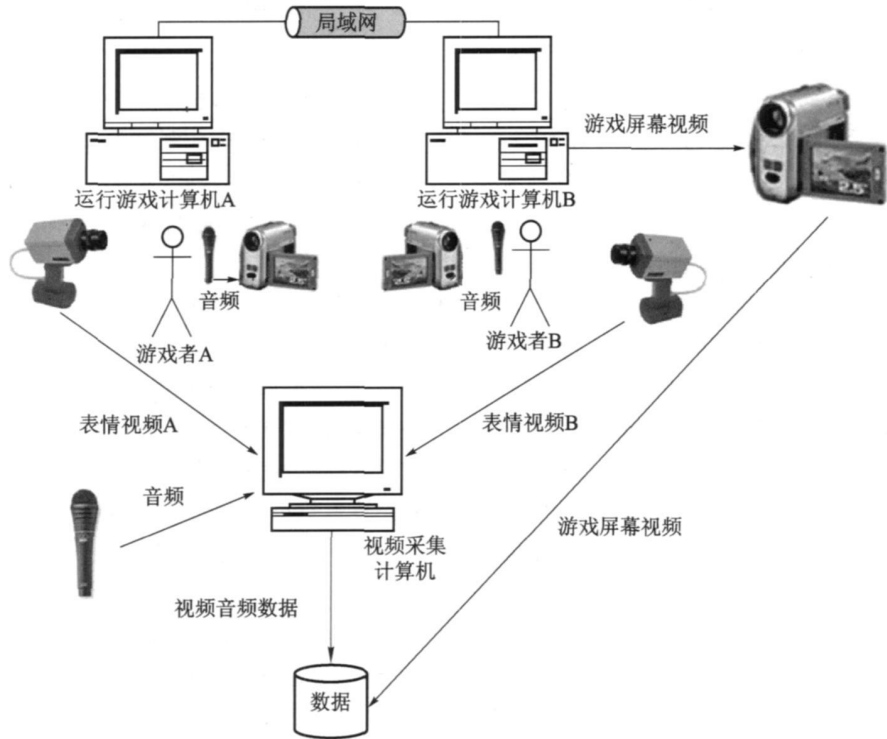 局域网
游戏屏幕视频
运行游戏计算机A
运行游戏计算机B
2.5"
音频
音频
游戏者A
游戏者B
表情视频A
表情视频B
音频
游戏屏幕视频
视频采集
计算机
视频音频数据
数据